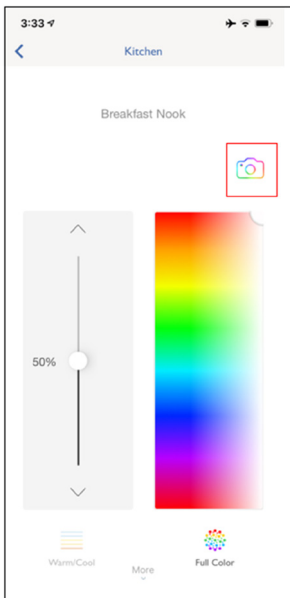 3:33
Kitchen
Breakfast Nook
50%
Warm/Cool
More
Full Color